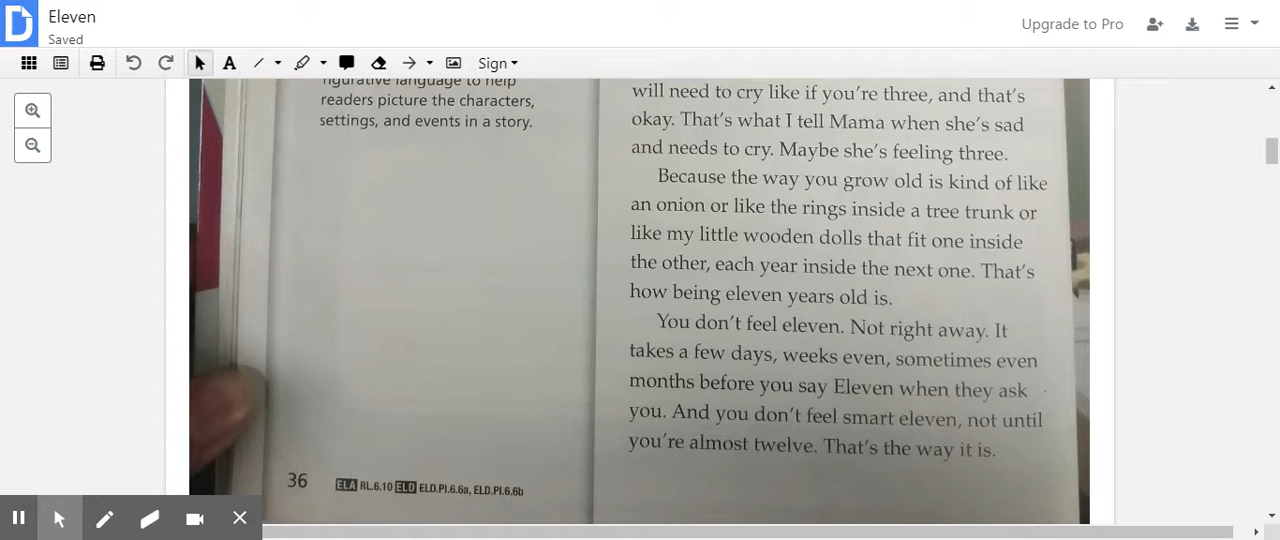 Eleven
Saved
Upgrade to Pro
Sign
figurative language to help
readers picture the characters,
settings, and events in a story.
36
ELA RL.6.10 ELD ELD.PI.6.6a, ELD.PI.6.6b
will need to cry like if you're three, and that's
okay. That's what I tell Mama when she's sad
and needs to cry. Maybe she's feeling three.
Because the way you grow old is kind of like
an onion or like the rings inside a tree trunk or
like my little wooden dolls that fit one inside
the other, each year inside the next one. That's
how being eleven years old is.
You don't feel eleven. Not right away. It
takes a few days, weeks even, sometimes even
months before you say Eleven when they ask
you. And you don't feel smart eleven, not until
you're almost twelve. That's the way it is.